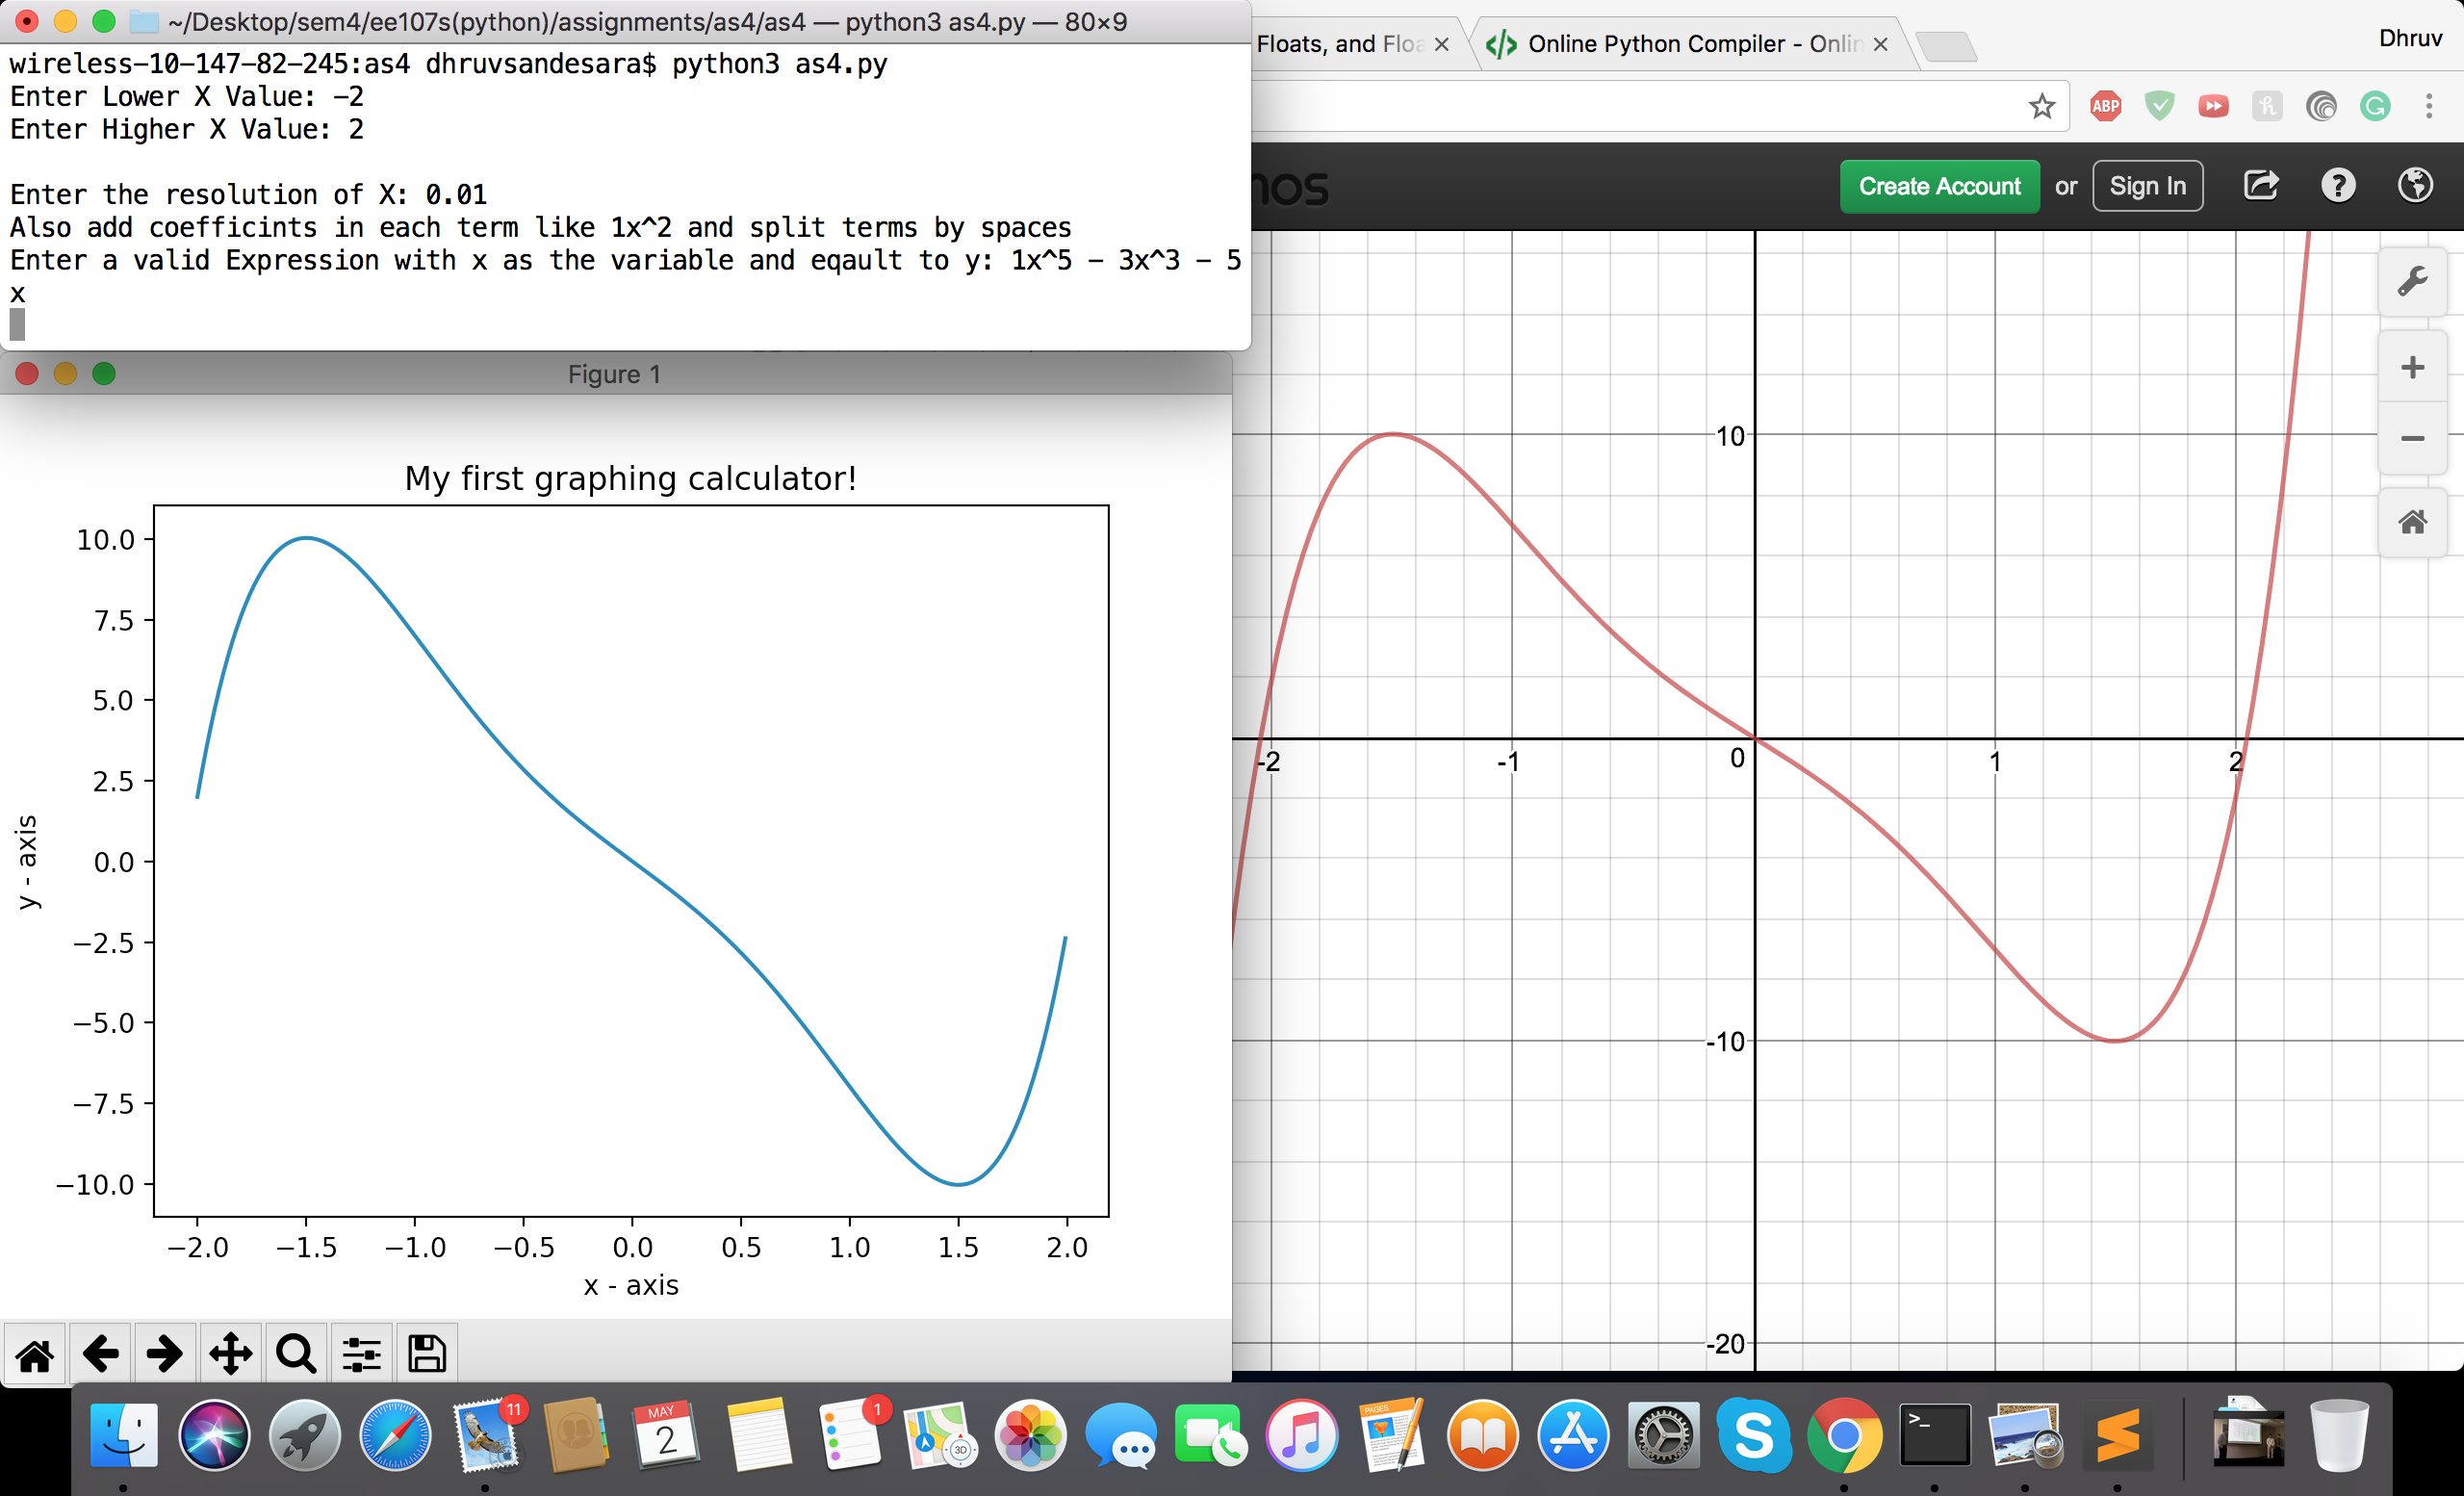 ~/Desktop/sem4/ee107s(python)/assignments/as4/as4 — python3 as4.py — 80×9
wireless-10-147-82-245:as4 dhruvsandesara$ python3 as4.py
Enter Lower X Value: -2
Enter Higher X Value: 2
Enter the resolution of X: 0.01
Also add coefficints in each term like 1x^2 and split terms by spaces
Enter a valid Expression with x as the variable and eqault to y: 1x^5 - 3x^3 - 5
x
Floats, and Floa
Online Python Compiler - Onlin
Dhruv
ABP
nos
Create Account
or
Sign In
Figure 1
My first graphing calculator!
10.0
7.5
5.0
2.5
0.0
−2.5
−5.0
−7.5
−10.0
y - axis
−2.0 −1.5 −1.0 −0.5 0.0 0.5 1.0 1.5 2.0
x - axis
10
-2 -1 0 1 2
-10
-20
11
MAY
2
1
3D
PAGES
>_